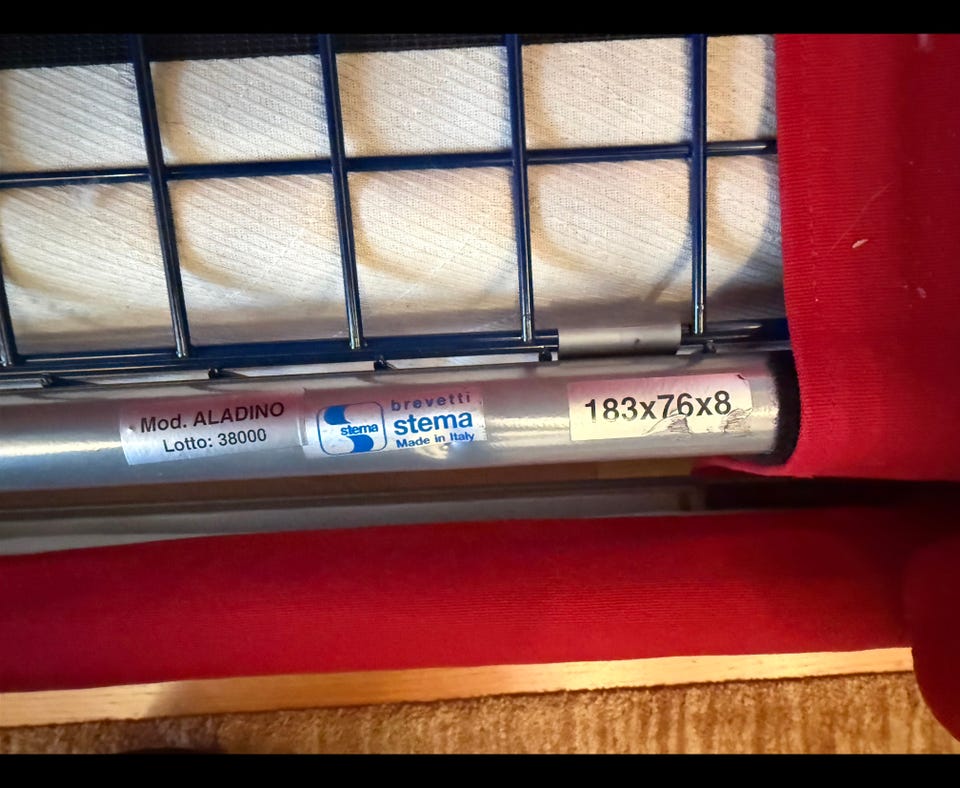 Mod. ALADINO
Lotto: 38000
stema
brevetti
stema
Made in Italy
183x76x8